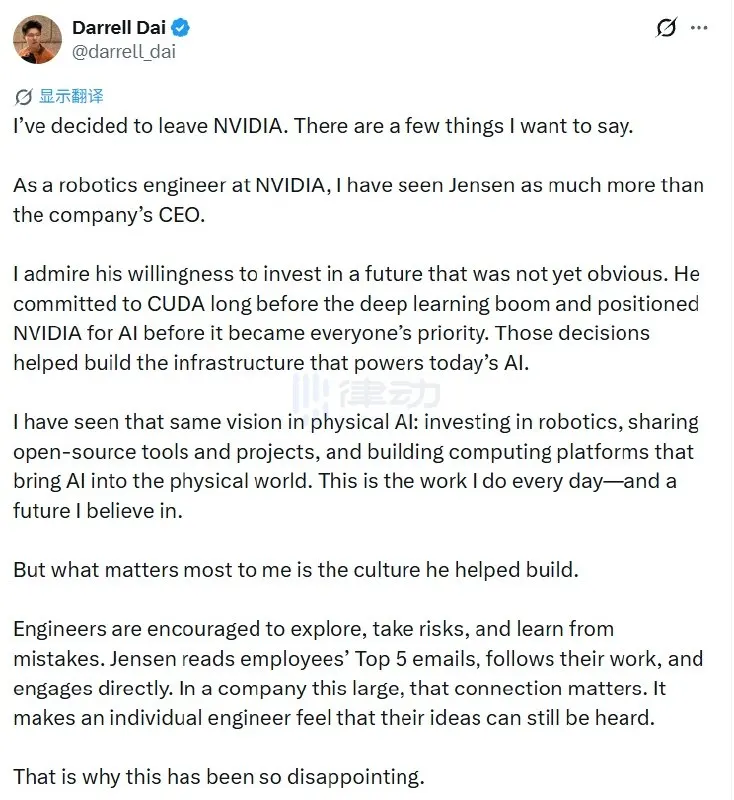 Darrell Dai
@darrell_dai
显示翻译
I’ve decided to leave NVIDIA. There are a few things I want to say.
As a robotics engineer at NVIDIA, I have seen Jensen as much more than
the company’s CEO.
I admire his willingness to invest in a future that was not yet obvious. He
committed to CUDA long before the deep learning boom and positioned
NVIDIA for AI before it became everyone’s priority. Those decisions
helped build the infrastructure that powers today’s AI.
律动
I have seen that same vision in physical AI: investing in robotics, sharing
open-source tools and projects, and building computing platforms that
bring AI into the physical world. This is the work I do every day—and a
future I believe in.
But what matters most to me is the culture he helped build.
Engineers are encouraged to explore, take risks, and learn from
mistakes. Jensen reads employees’ Top 5 emails, follows their work, and
engages directly. In a company this large, that connection matters. It
makes an individual engineer feel that their ideas can still be heard.
That is why this has been so disappointing.